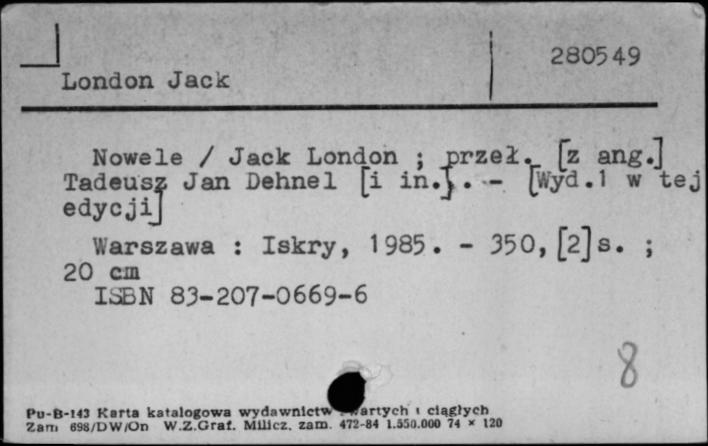 280549
London Jack
Nowele / Jack London ; przeł. [z ang.]
Tadeusz Jan Dehnel [i in.]. - [Wyd.1 w tej
edycji]
Warszawa : Iskry, 1985. - 350,[2]s. ;
20 cm
ISBN 83-207-0669-6
8
Pu-B-143 Karta katalogowa wydawnictw i ciągłych
Zam 698/DW/On W.Z.Graf. Milicz. zam. 472-84 1.550.000 74 × 120